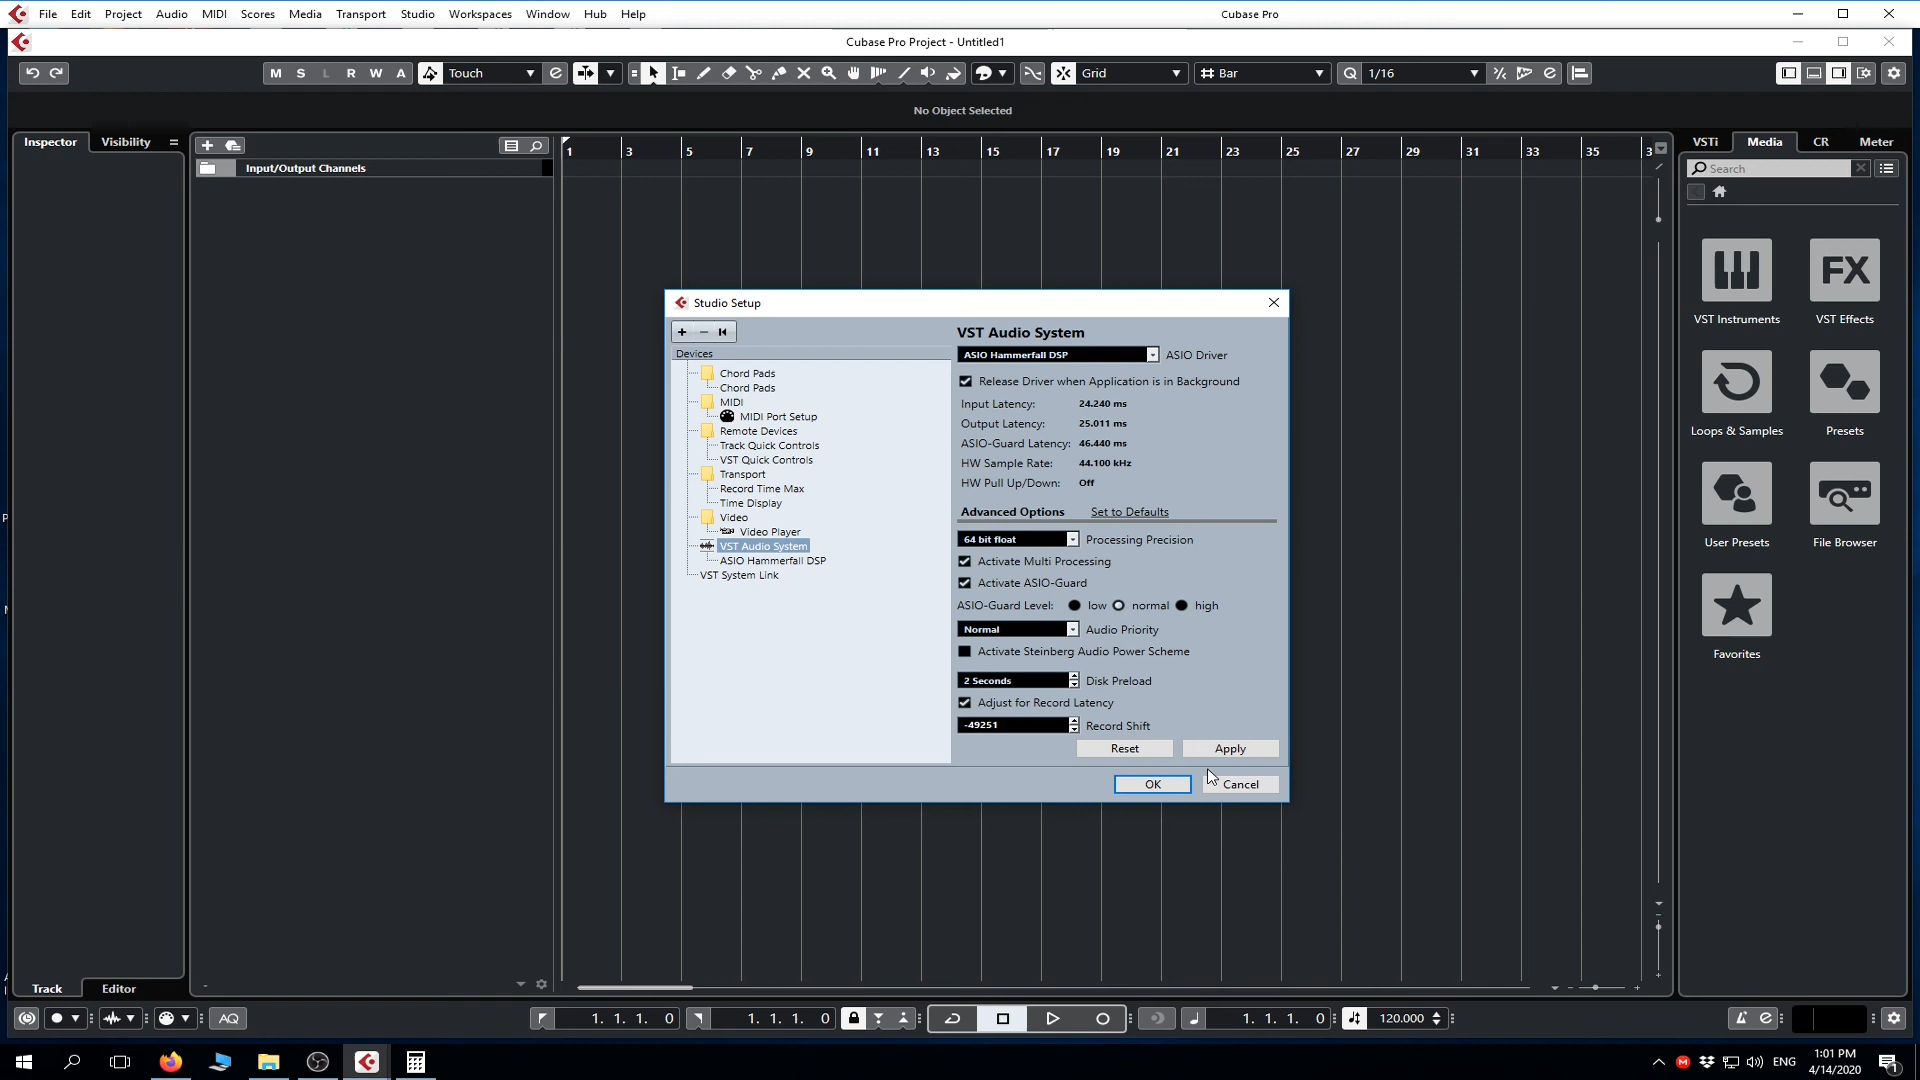 File Edit Project Audio MIDI Scores Media Transport Studio Workspaces Window Hub Help Cubase Pro
Cubase Pro Project - Untitled1
M S L R W A Touch Grid Bar Q 1/16
No Object Selected
Inspector Visibility
Input/Output Channels
1 3 5 7 9 11 13 15 17 19 21 23 25 27 29 31 33 35 3
VSTi Media CR Meter
Search
FX
VST Instruments VST Effects
Loops & Samples Presets
User Presets File Browser
Favorites
Studio Setup
Devices
Chord Pads
Chord Pads
MIDI
MIDI Port Setup
Remote Devices
Track Quick Controls
VST Quick Controls
Transport
Record Time Max
Time Display
Video
Video Player
VST Audio System
ASIO Hammerfall DSP
VST System Link
VST Audio System
ASIO Hammerfall DSP ASIO Driver
Release Driver when Application is in Background
Input Latency: 24.240 ms
Output Latency: 25.011 ms
ASIO-Guard Latency: 46.440 ms
HW Sample Rate: 44.100 kHz
HW Pull Up/Down: Off
Advanced Options Set to Defaults
64 bit float Processing Precision
Activate Multi Processing
Activate ASIO-Guard
ASIO-Guard Level: low normal high
Normal Audio Priority
Activate Steinberg Audio Power Scheme
2 Seconds Disk Preload
Adjust for Record Latency
-49251 Record Shift
Reset Apply
OK Cancel
Track Editor
AQ 1. 1. 1. 0 1. 1. 1. 0 1. 1. 1. 0 120.000
ENG 1:01 PM
4/14/2020
1